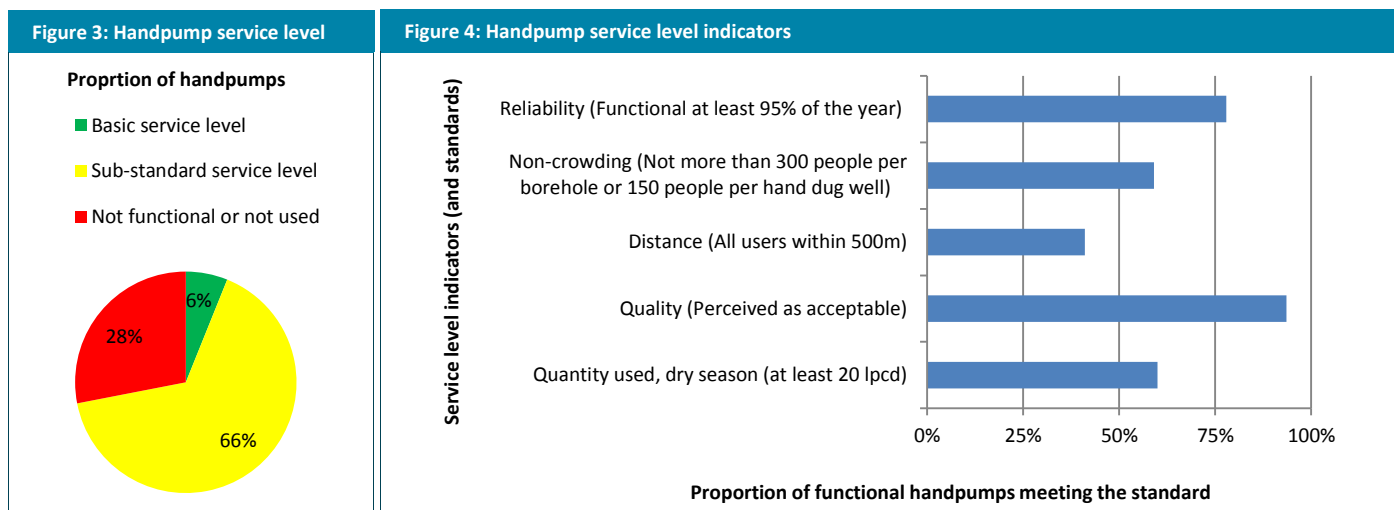 Figure 3: Handpump service level
Proprtion of handpumps
Basic service level
Sub-standard service level
Not functional or not used
6%
28%
66%
Figure 4: Handpump service level indicators
Service level indicators (and standards)
Reliability (Functional at least 95% of the year)
Non-crowding (Not more than 300 people per
borehole or 150 people per hand dug well)
Distance (All users within 500m)
Quality (Perceived as acceptable)
Quantity used, dry season (at least 20 lpcd)
0% 25% 50% 75% 100%
Proportion of functional handpumps meeting the standard